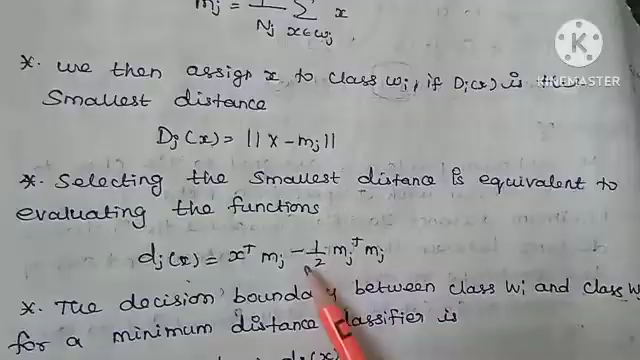 mj = 1/Nj Σ x∈ωj x
*. We then assign x to class ωi, if Di(x) is the
Smallest distance
Dj(x) = ||x - mj||
*. Selecting the smallest distance is equivalent to
evaluating the functions
dj(x) = xᵀ mj - 1/2 mjᵀ mj
*. The decision boundary between class ωi and class ω
for a minimum distance classifier is
KINEMASTER